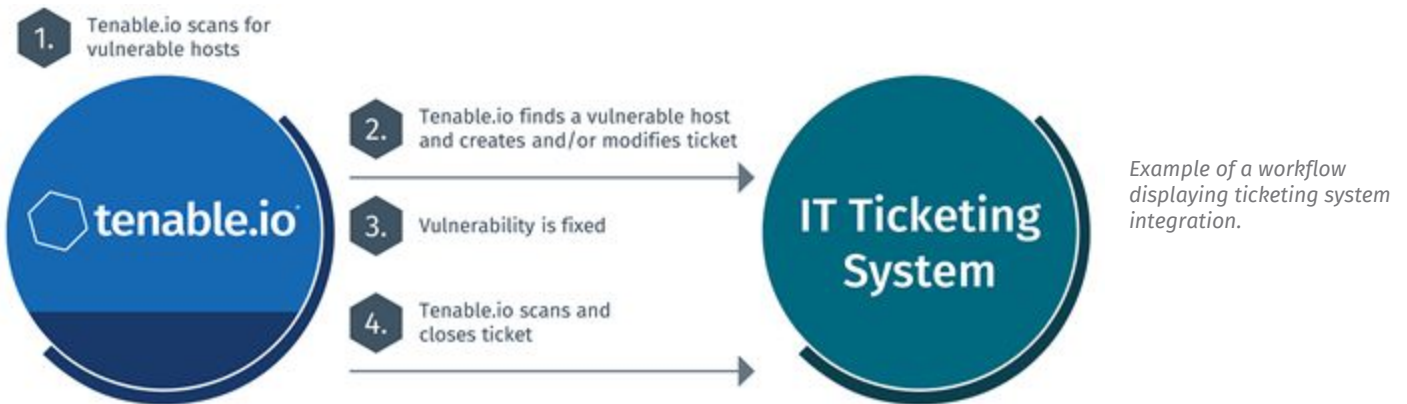 1.
Tenable.io scans for
vulnerable hosts
tenable.io
2.
Tenable.io finds a vulnerable host
and creates and/or modifies ticket
3.
Vulnerability is fixed
4.
Tenable.io scans and
closes ticket
IT Ticketing
System
Example of a workflow
displaying ticketing system
integration.